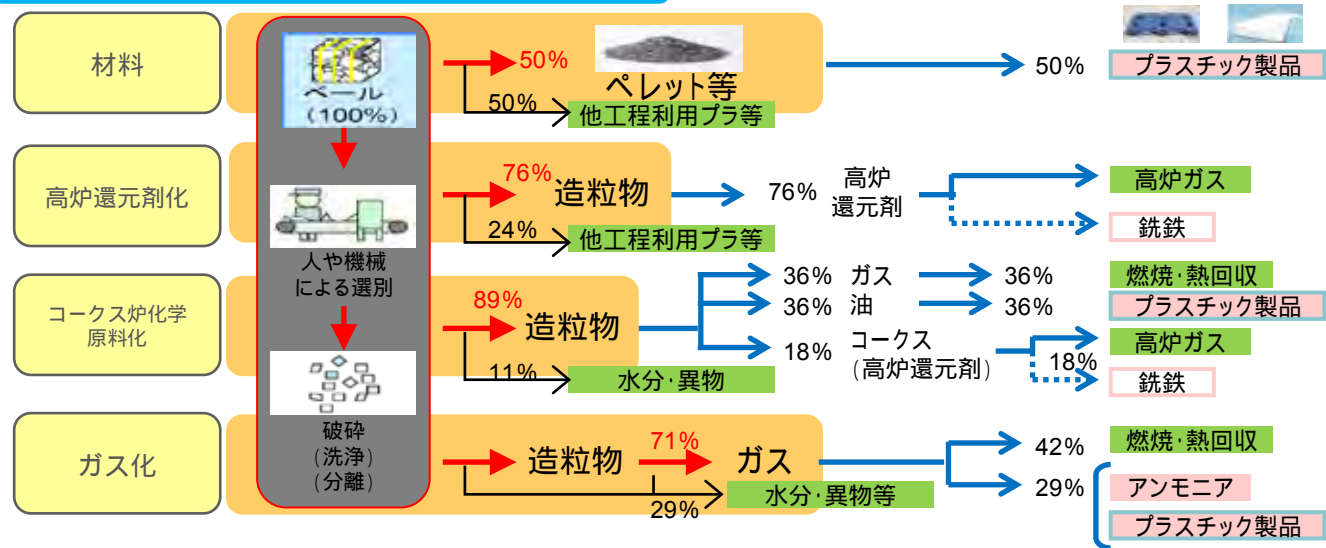 材料
ベール
(100%)
50%
ペレット等
50%
他工程利用プラ等
50%
プラスチック製品
高炉還元剤化
人や機械
による選別
76%
造粒物
24%
他工程利用プラ等
76%
高炉
還元剤
高炉ガス
銑鉄
コークス炉化学
原料化
89%
造粒物
11%
水分・異物
36%
ガス
36%
燃焼・熱回収
36%
油
36%
プラスチック製品
18%
コークス
(高炉還元剤)
18%
高炉ガス
銑鉄
ガス化
破砕
(洗浄)
(分離)
造粒物
71%
ガス
29%
水分・異物等
42%
燃焼・熱回収
29%
アンモニア
プラスチック製品